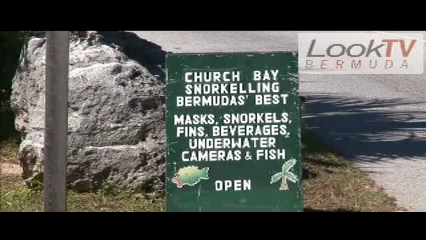 LookTV
BERMUDA
CHURCH BAY
SNORKELLING
BERMUDAS' BEST
MASKS, SNORKELS,
FINS, BEVERAGES,
UNDERWATER
CAMERAS & FISH
OPEN